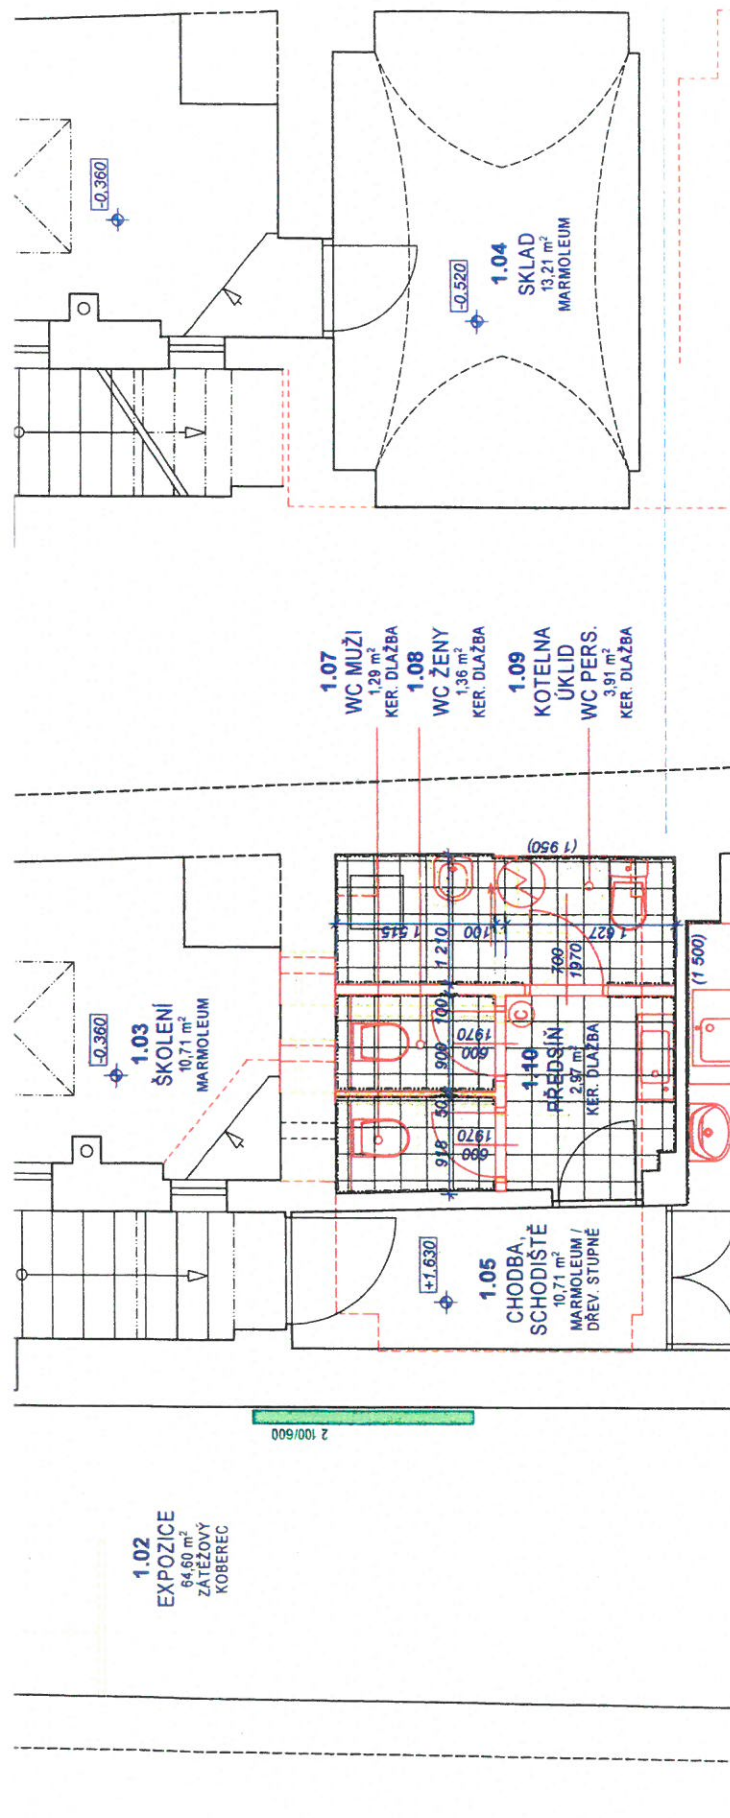 -0,360
-0.520
1.04
SKLAD
13,21 m²
MARMOLEUM
1.07
WC MUŽI
1,29 m²
KER. DLAŽBA
1.08
WC ŽENY
1,36 m²
KER. DLAŽBA
1.09
KOTELNA
ÚKLID
WC PERS.
3,91 m²
KER. DLAŽBA
-0.360
1.03
ŠKOLENÍ
10,71 m²
MARMOLEUM
(1 950)
1 515
100
1 627
1 210
100
900
50
918
700
1970
600
1970
600
1970
C
1.10
PŘEDSÍŇ
2,97 m²
KER. DLAŽBA
(1 500)
+1.630
1.05
CHODBA,
SCHODIŠTĚ
10,71 m²
MARMOLEUM /
DŘEV. STUPNĚ
2 100/600
1.02
EXPOZICE
64,60 m²
ZÁTĚŽOVÝ
KOBEREC